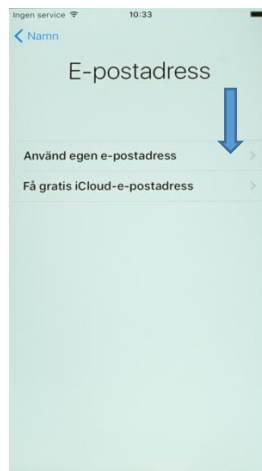 Ingen service 10:33
Namn
E-postadress
Använd egen e-postadress
Få gratis iCloud-e-postadress